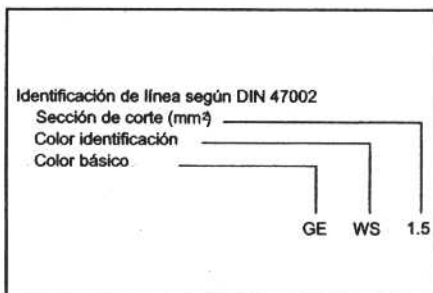 Identificación de línea según DIN 47002
Sección de corte (mm²)
Color identificación
Color básico
GE WS 1.5